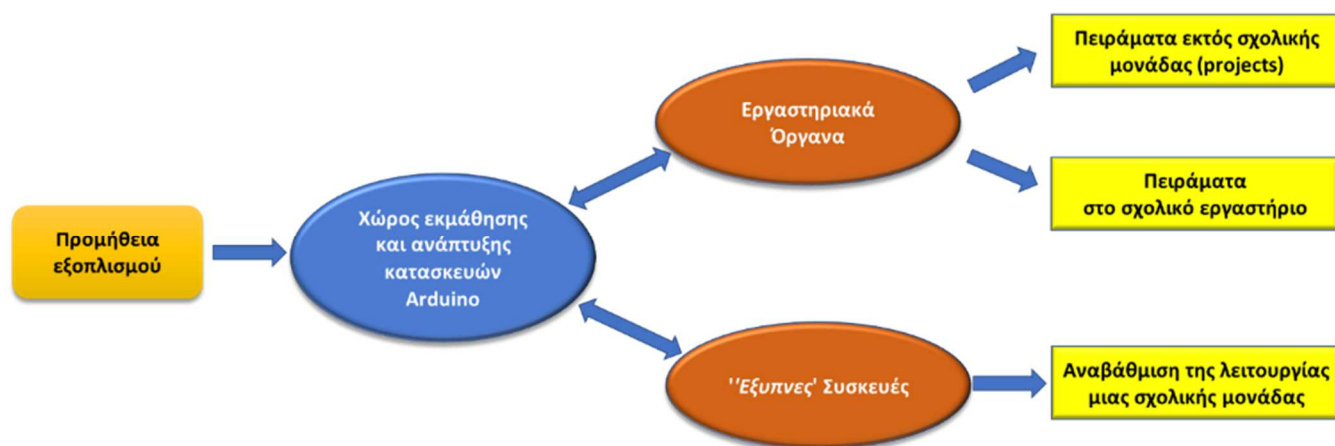 Προμήθεια
εξοπλισμού
Χώρος εκμάθησης
και ανάπτυξης
κατασκευών
Arduino
Εργαστηριακά
Όργανα
''Εξυπνες' Συσκευές
Πειράματα εκτός σχολικής
μονάδας (projects)
Πειράματα
στο σχολικό εργαστήριο
Αναβάθμιση της λειτουργίας
μιας σχολικής μονάδας